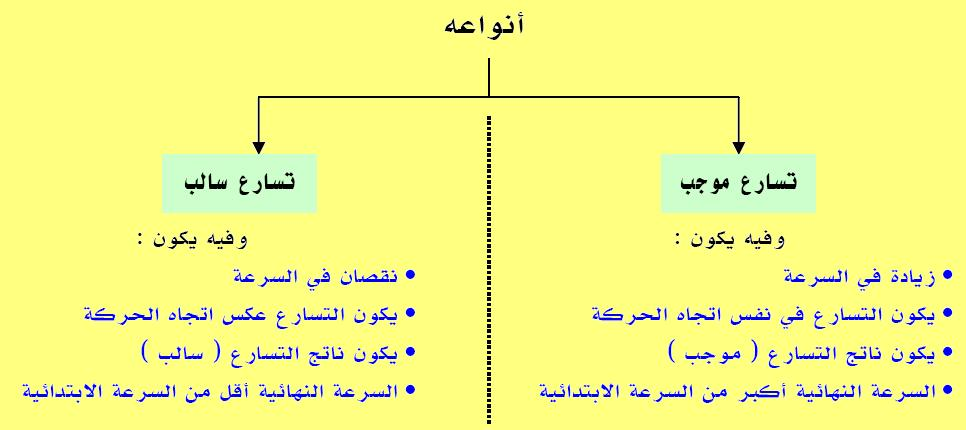 أنواعه
تسارع موجب
وفيه يكون :
• زيادة في السرعة
• يكون التسارع في نفس اتجاه الحركة
• يكون ناتج التسارع ( موجب )
• السرعة النهائية أكبر من السرعة الابتدائية
تسارع سالب
وفيه يكون :
• نقصان في السرعة
• يكون التسارع عكس اتجاه الحركة
• يكون ناتج التسارع ( سالب )
• السرعة النهائية أقل من السرعة الابتدائية